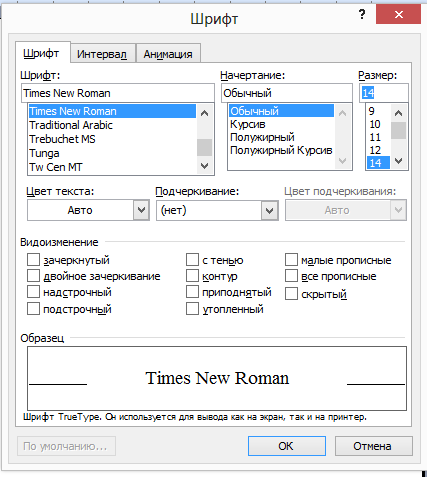 Шрифт
? ×
Шрифт Интервал Анимация
Шрифт: Начертание: Размер:
Times New Roman Обычный 14
Times New Roman Обычный 9
Traditional Arabic Курсив 10
Trebuchet MS Полужирный 11
Tunga Полужирный Курсив 12
Tw Cen MT 14
Цвет текста: Подчеркивание: Цвет подчеркивания:
Авто (нет) Авто
Видоизменение
зачеркнутый с тенью малые прописные
двойное зачеркивание контур все прописные
надстрочный приподнятый скрытый
подстрочный утопленный
Образец
Times New Roman
Шрифт TrueType. Он используется для вывода как на экран, так и на принтер.
По умолчанию... ОК Отмена